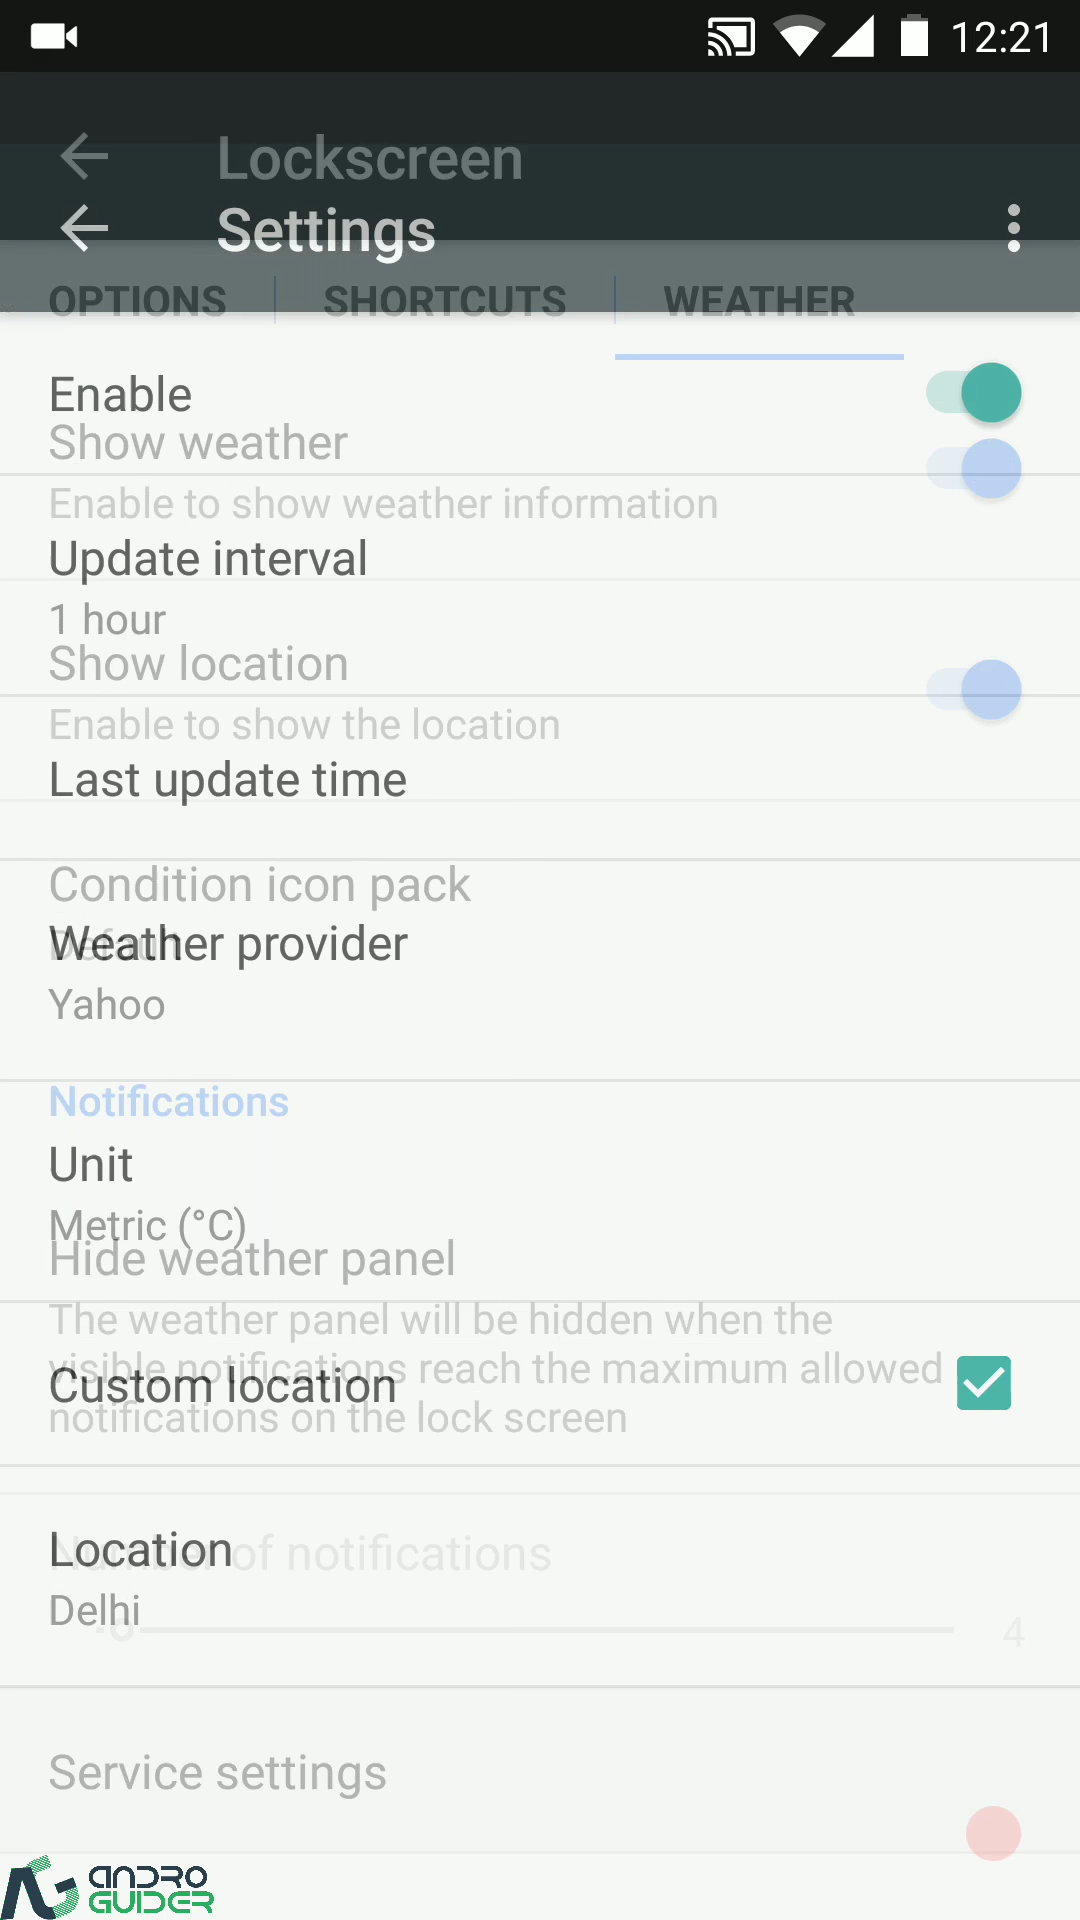 12:21
Lockscreen
Settings
OPTIONS SHORTCUTS WEATHER
Enable
Show weather
Enable to show weather information
Update interval
1 hour
Show location
Enable to show the location
Last update time
Condition icon pack
Default
Weather provider
Yahoo
Notifications
Unit
Metric (°C)
Hide weather panel
The weather panel will be hidden when the
visible notifications reach the maximum allowed
Custom location
notifications on the lock screen
Location
Number of notifications
Delhi
4
Service settings
ANDRO
GUIDER